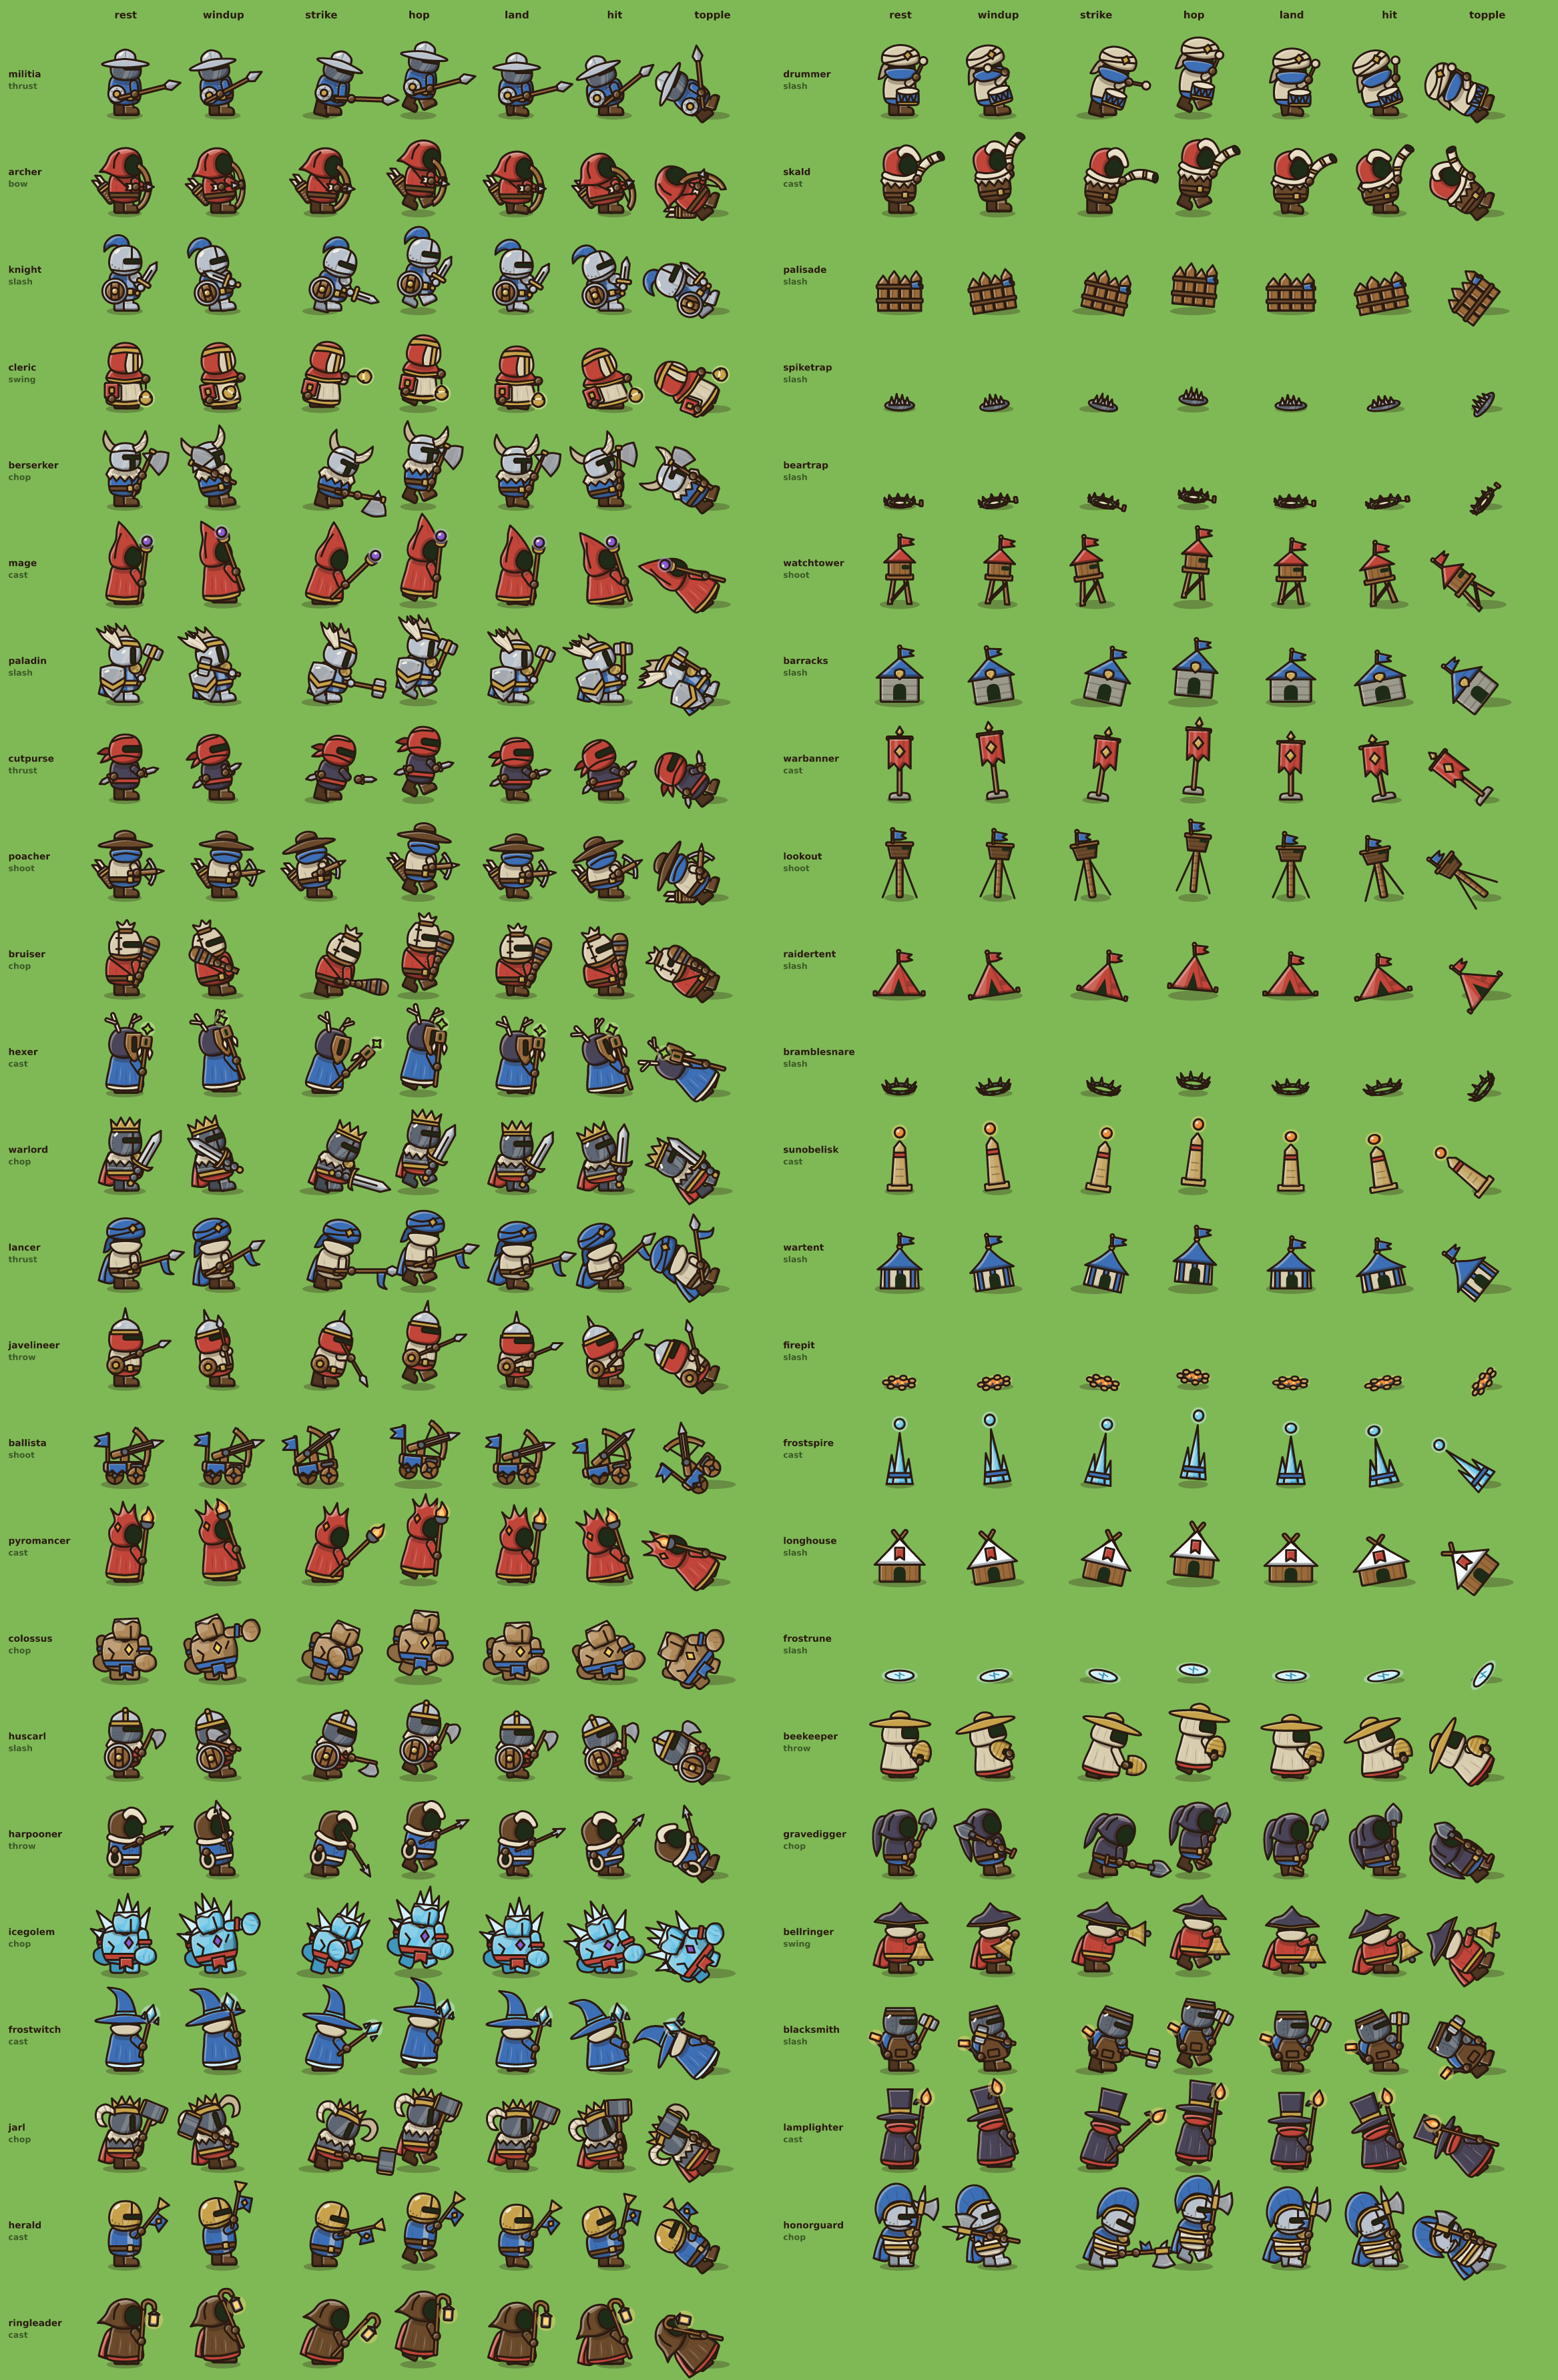 rest windup strike hop land hit topple
rest windup strike hop land hit topple
militia
thrust
drummer
slash
archer
bow
skald
cast
knight
slash
palisade
slash
cleric
swing
spiketrap
slash
berserker
chop
beartrap
slash
mage
cast
watchtower
shoot
paladin
slash
barracks
slash
cutpurse
thrust
warbanner
cast
poacher
shoot
lookout
shoot
bruiser
chop
raidertent
slash
hexer
cast
bramblesnare
slash
warlord
chop
sunobelisk
cast
lancer
thrust
wartent
slash
javelineer
throw
firepit
slash
ballista
shoot
frostspire
cast
pyromancer
cast
longhouse
slash
colossus
chop
frostrune
slash
huscarl
slash
beekeeper
throw
harpooner
throw
gravedigger
chop
icegolem
chop
bellringer
swing
frostwitch
cast
blacksmith
slash
jarl
chop
lamplighter
cast
herald
cast
honorguard
chop
ringleader
cast